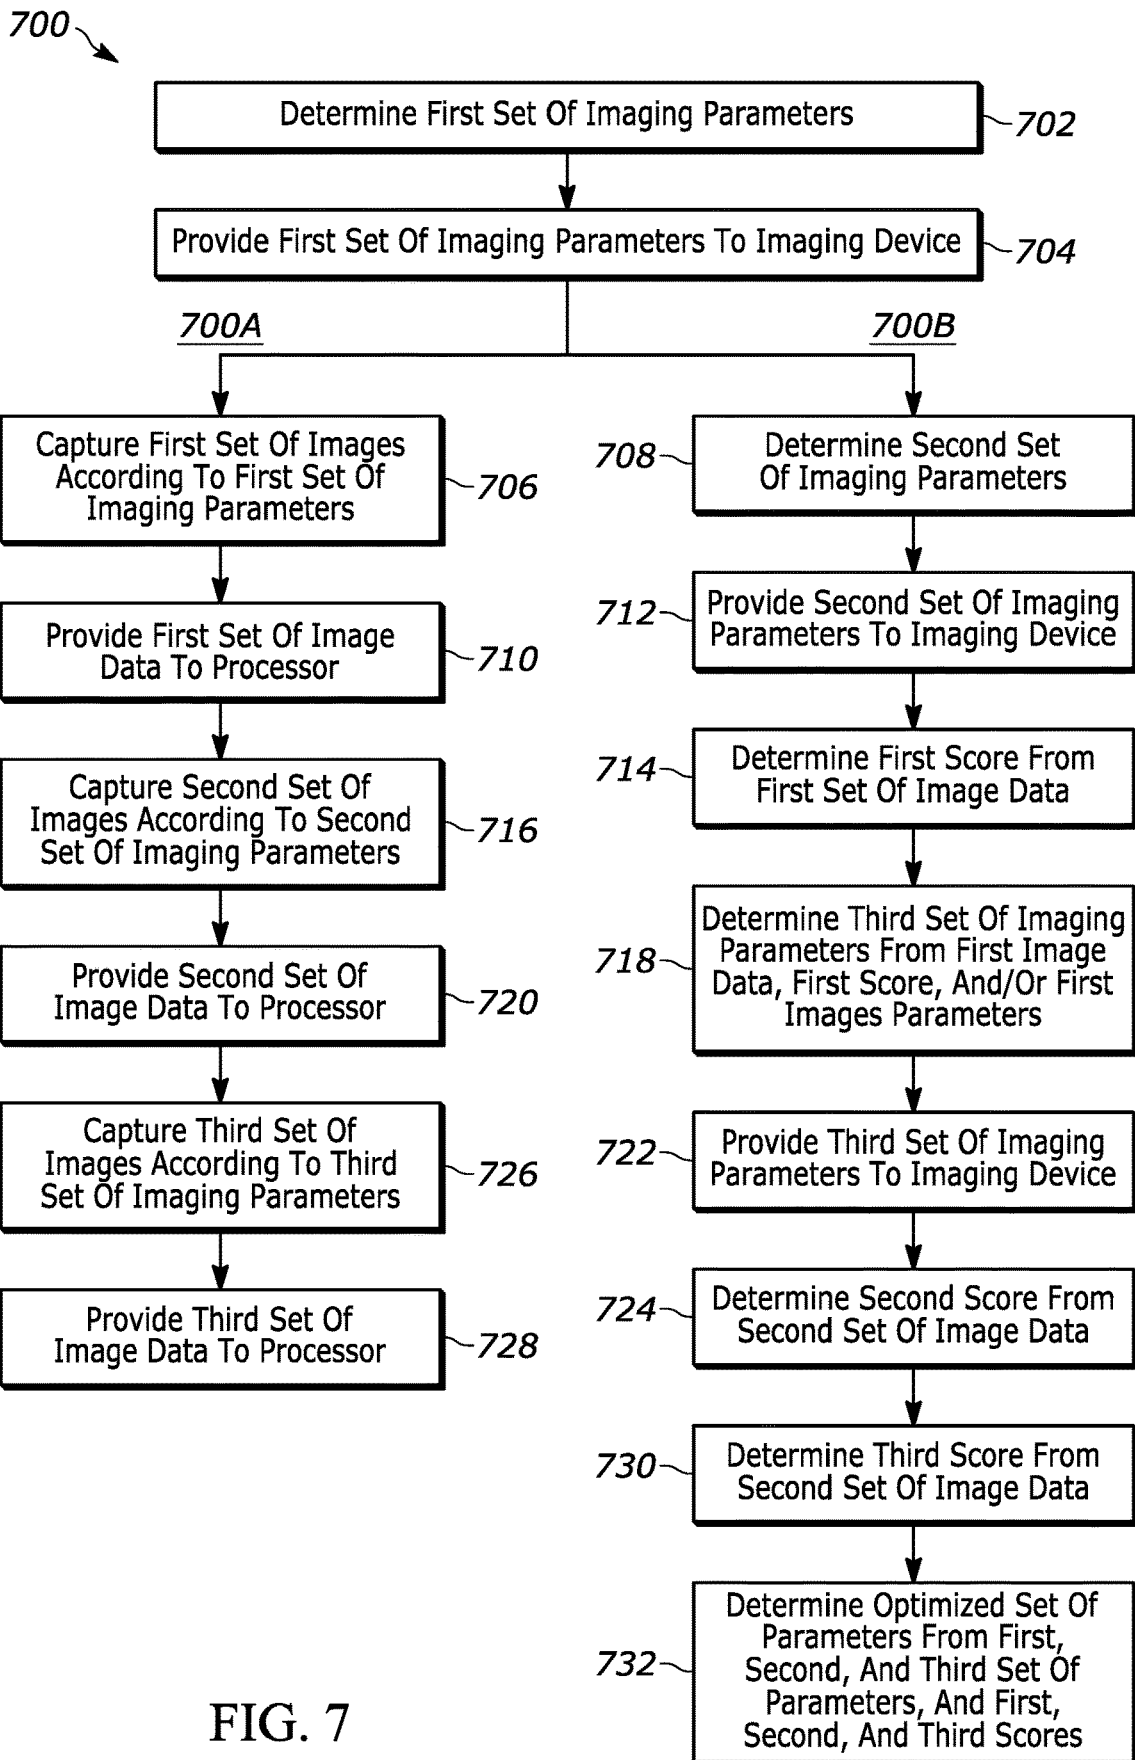 700
Determine First Set Of Imaging Parameters
702
Provide First Set Of Imaging Parameters To Imaging Device
704
700A
700B
Capture First Set Of Images
According To First Set Of
Imaging Parameters
706
Provide First Set Of Image
Data To Processor
710
Capture Second Set Of
Images According To Second
Set Of Imaging Parameters
716
Provide Second Set Of
Image Data To Processor
720
Capture Third Set Of
Images According To Third
Set Of Imaging Parameters
726
Provide Third Set Of
Image Data To Processor
728
708
Determine Second Set
Of Imaging Parameters
712
Provide Second Set Of Imaging
Parameters To Imaging Device
714
Determine First Score From
First Set Of Image Data
718
Determine Third Set Of Imaging
Parameters From First Image
Data, First Score, And/Or First
Images Parameters
722
Provide Third Set Of Imaging
Parameters To Imaging Device
724
Determine Second Score From
Second Set Of Image Data
730
Determine Third Score From
Second Set Of Image Data
732
Determine Optimized Set Of
Parameters From First,
Second, And Third Set Of
Parameters, And First,
Second, And Third Scores
FIG. 7